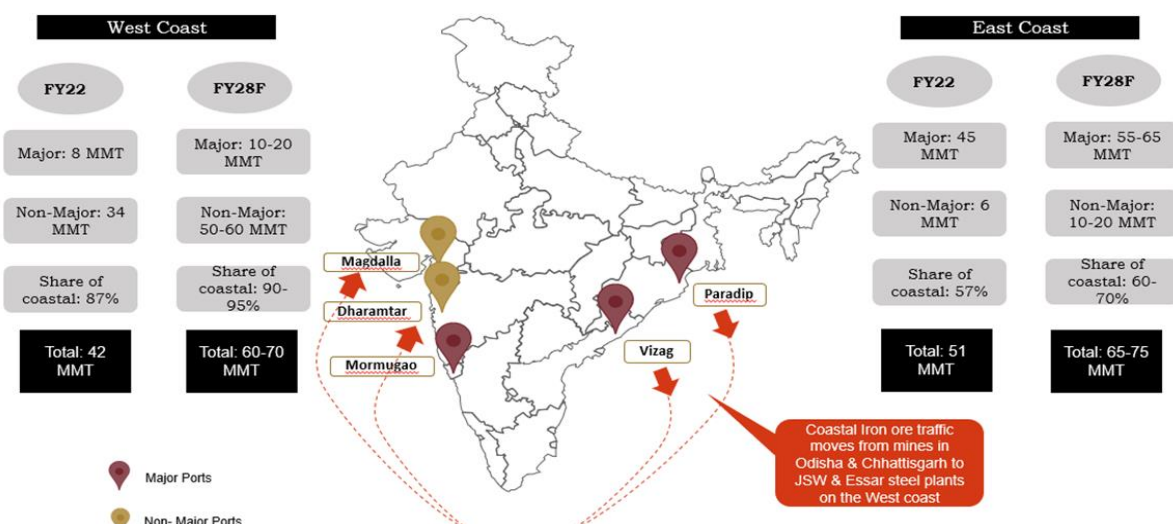 West Coast
FY22
FY28F
Major: 8 MMT
Major: 10-20
MMT
Non-Major: 34
MMT
Non-Major:
50-60 MMT
Share of
coastal: 87%
Share of
coastal: 90-
95%
Total: 42
MMT
Total: 60-70
MMT
Magdalla
Dharamtar
Mormugao
Paradip
Vizag
East Coast
FY22
FY28F
Major: 45
MMT
Major: 55-65
MMT
Non-Major: 6
MMT
Non-Major:
10-20 MMT
Share of
coastal: 57%
Share of
coastal: 60-
70%
Total: 51
MMT
Total: 65-75
MMT
Coastal Iron ore traffic
moves from mines in
Odisha & Chhattisgarh to
JSW & Essar steel plants
on the West coast
Major Ports
Non- Major Ports